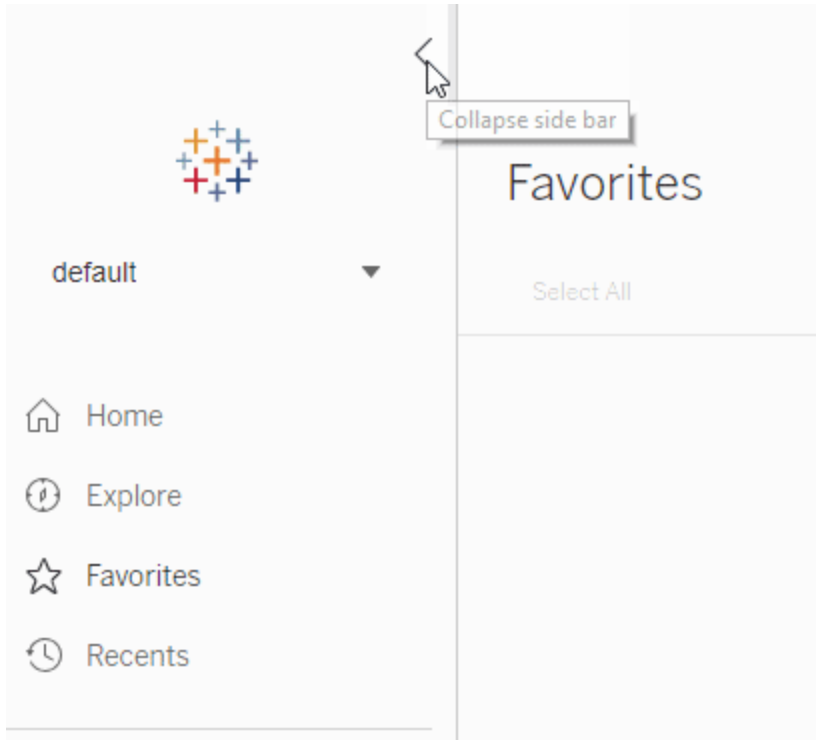 Collapse side bar
Favorites
default
Select All
Home
Explore
Favorites
Recents